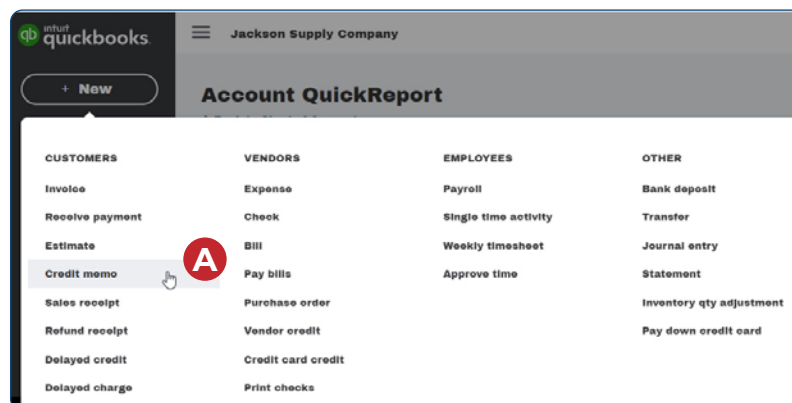 intuit
quickbooks.
Jackson Supply Company
+ New
Account QuickReport
CUSTOMERS
Invoice
Receive payment
Estimate
Credit memo
Sales receipt
Refund receipt
Delayed credit
Delayed charge
A
VENDORS
Expense
Check
Bill
Pay bills
Purchase order
Vendor credit
Credit card credit
Print checks
EMPLOYEES
Payroll
Single time activity
Weekly timesheet
Approve time
OTHER
Bank deposit
Transfer
Journal entry
Statement
Inventory qty adjustment
Pay down credit card